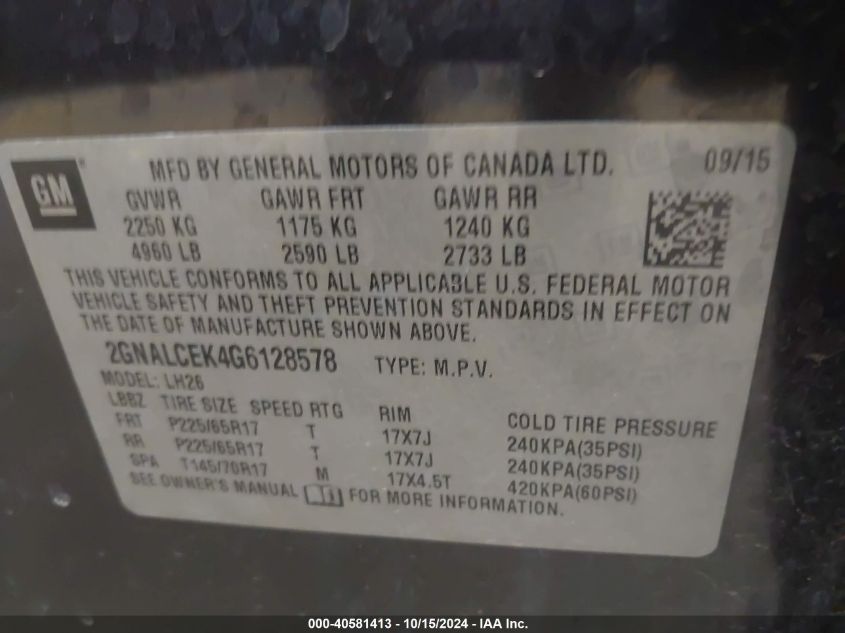 GM ®
MFD BY GENERAL MOTORS OF CANADA LTD. 09/15
GVWR GAWR FRT GAWR RR
2250 KG 1175 KG 1240 KG
4960 LB 2590 LB 2733 LB
THIS VEHICLE CONFORMS TO ALL APPLICABLE U.S. FEDERAL MOTOR
VEHICLE SAFETY AND THEFT PREVENTION STANDARDS IN EFFECT ON
THE DATE OF MANUFACTURE SHOWN ABOVE.
2GNALCEK4G6128578 TYPE: M.P.V.
MODEL: LH26
LBBZ TIRE SIZE SPEED RTG RIM COLD TIRE PRESSURE
FRT P225/65R17 T 17X7J 240KPA(35PSI)
RR P225/65R17 T 17X7J 240KPA(35PSI)
SPA T145/70R17 M 17X4.5T 420KPA(60PSI)
SEE OWNER'S MANUAL FOR MORE INFORMATION.
000-40581413 - 10/15/2024 - IAA Inc.